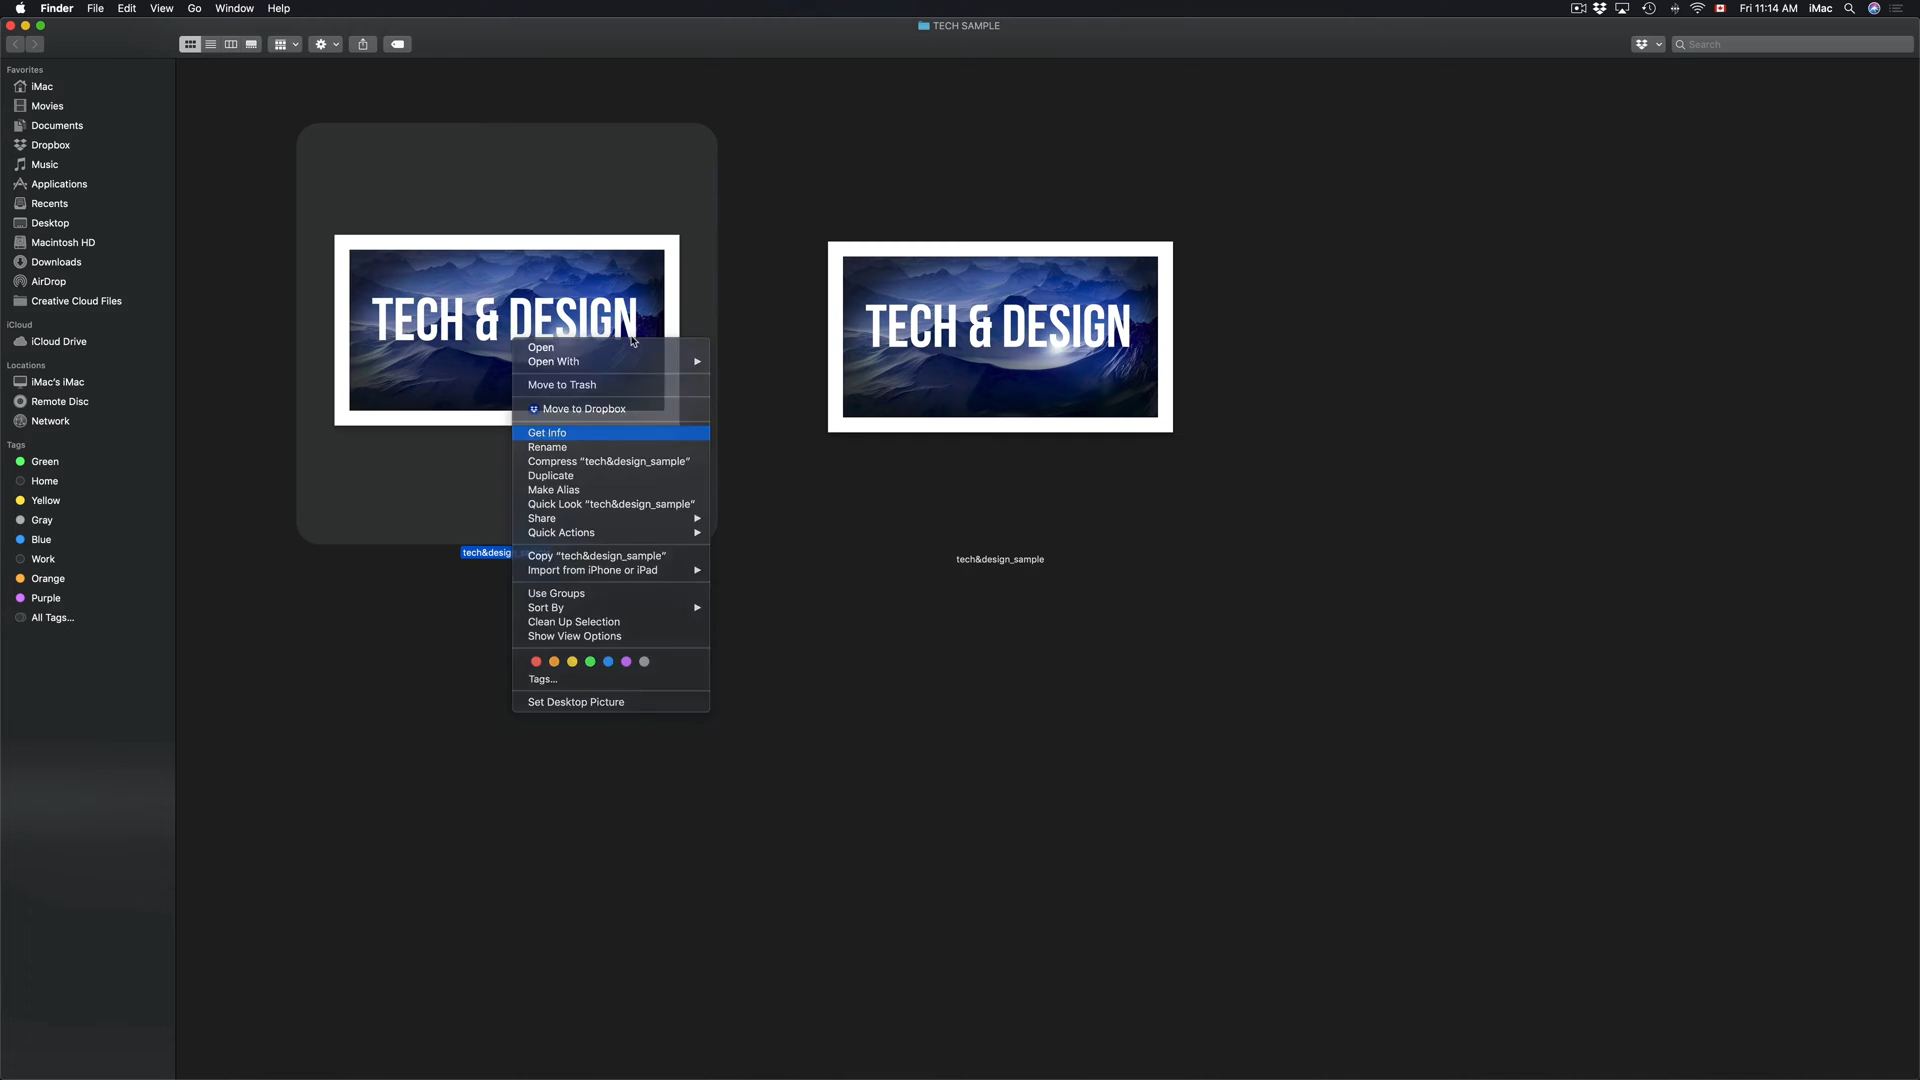 Finder File Edit View Go Window Help
Fri 11:14 AM iMac
TECH SAMPLE
Search
Favorites
iMac
Movies
Documents
Dropbox
Music
Applications
Recents
Desktop
Macintosh HD
Downloads
AirDrop
Creative Cloud Files
iCloud
iCloud Drive
Locations
iMac's iMac
Remote Disc
Network
Tags
Green
Home
Yellow
Gray
Blue
Work
Orange
Purple
All Tags...
TECH & DESIGN
tech&desig
Open
Open With
Move to Trash
Move to Dropbox
Get Info
Rename
Compress “tech&design_sample”
Duplicate
Make Alias
Quick Look “tech&design_sample”
Share
Quick Actions
Copy “tech&design_sample”
Import from iPhone or iPad
Use Groups
Sort By
Clean Up Selection
Show View Options
Tags...
Set Desktop Picture
TECH & DESIGN
tech&design_sample